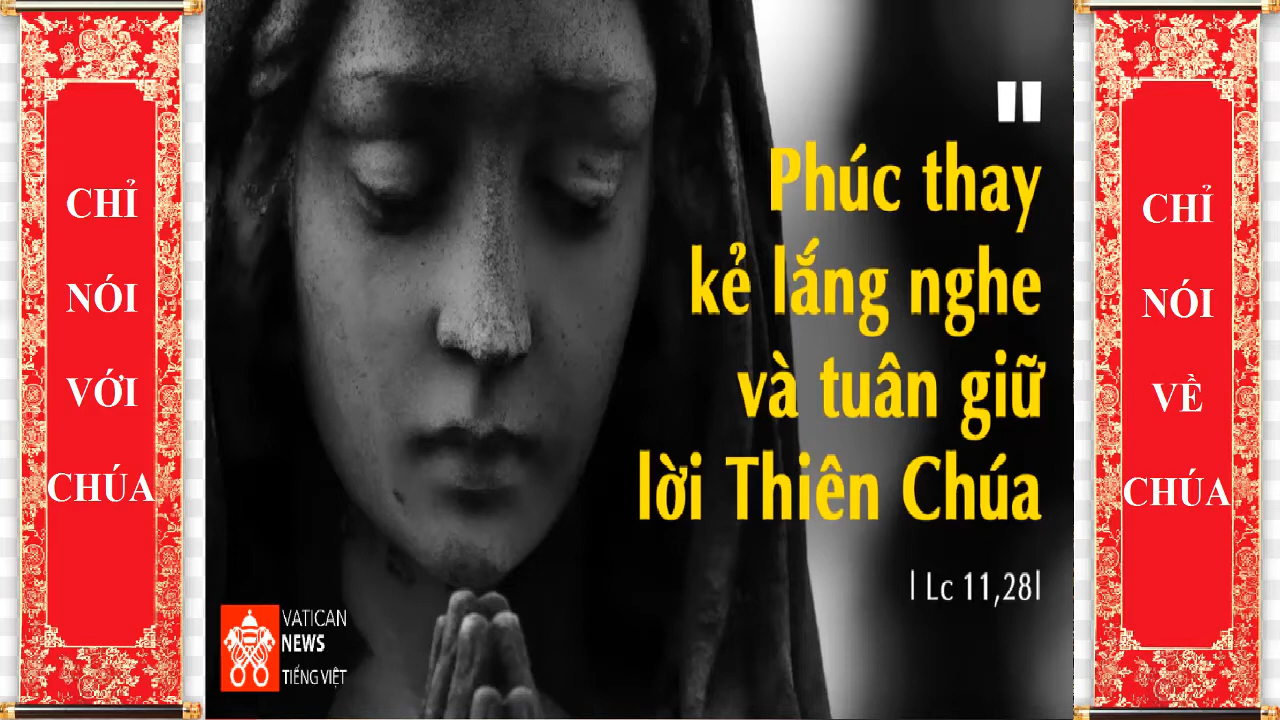 CHỈ
NÓI
VỚI
CHÚA
"
Phúc thay
kẻ lắng nghe
và tuân giữ
lời Thiên Chúa
| Lc 11,28|
VATICAN
NEWS
TIẾNG VIỆT
CHỈ
NÓI
VỀ
CHÚA